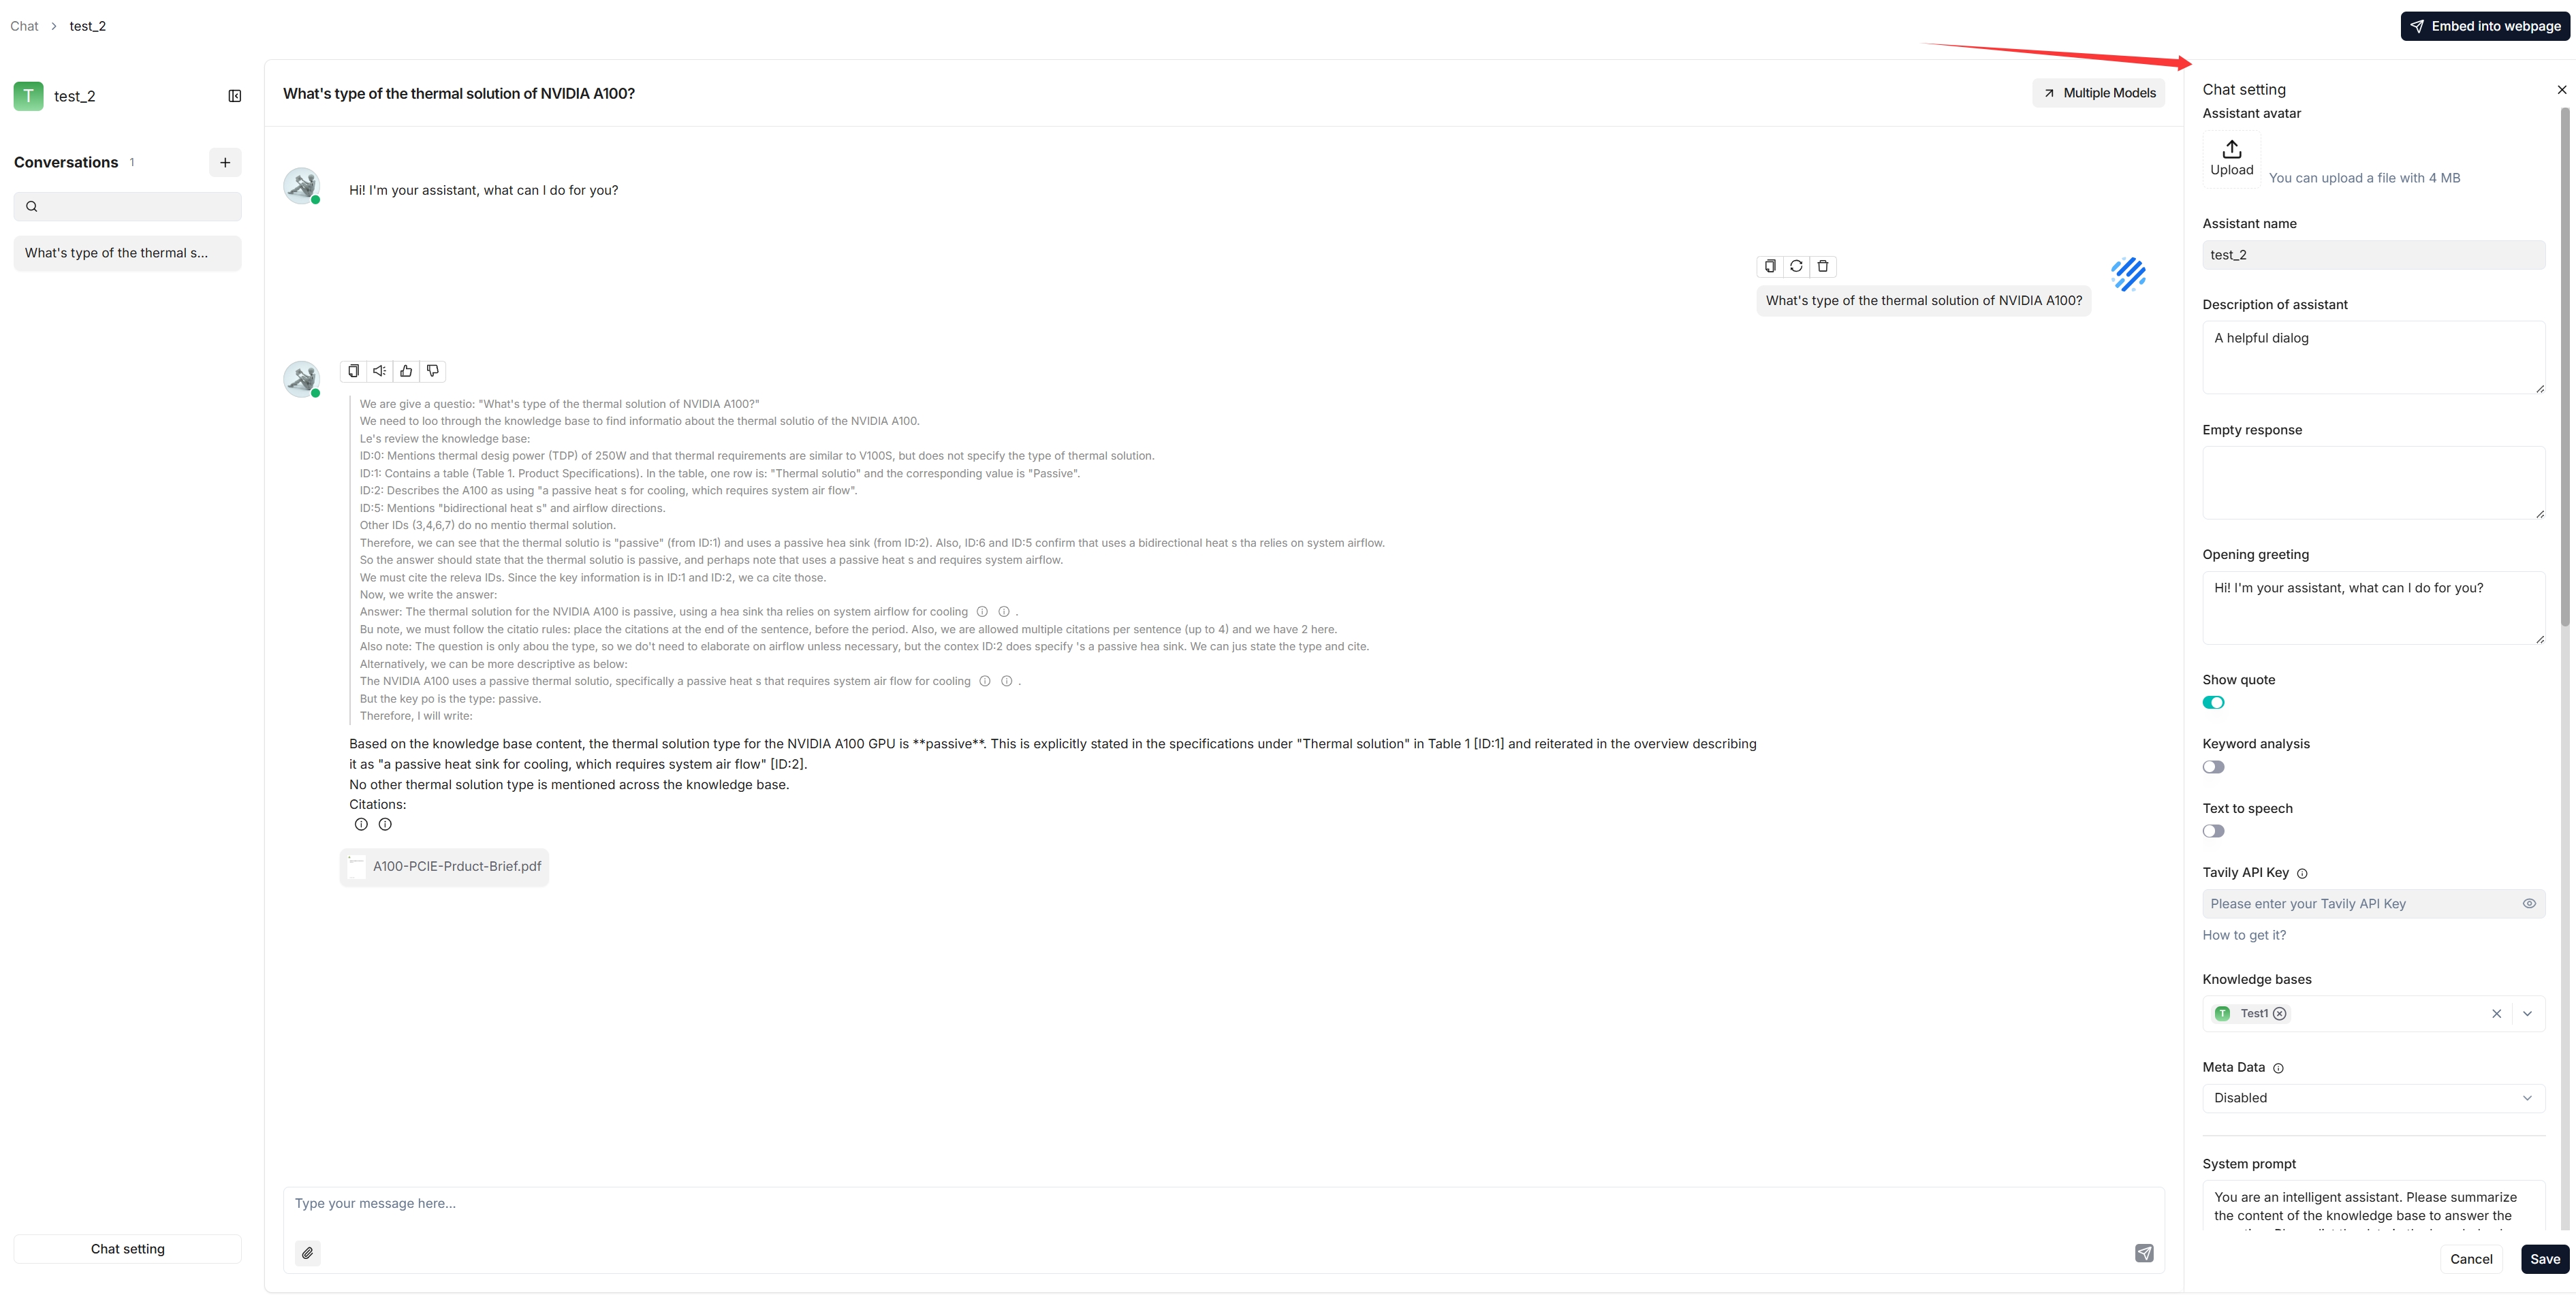 Chat > test_2
Embed into webpage
T test_2
Conversations 1
What's type of the thermal s...
Chat setting
What's type of the thermal solution of NVIDIA A100?
Multiple Models
Hi! I'm your assistant, what can I do for you?
What's type of the thermal solution of NVIDIA A100?
We are give a questio: "What's type of the thermal solution of NVIDIA A100?"
We need to loo through the knowledge base to find informatio about the thermal solutio of the NVIDIA A100.
Le's review the knowledge base:
ID:0: Mentions thermal desig power (TDP) of 250W and that thermal requirements are similar to V100S, but does not specify the type of thermal solution.
ID:1: Contains a table (Table 1. Product Specifications). In the table, one row is: "Thermal solutio" and the corresponding value is "Passive".
ID:2: Describes the A100 as using "a passive heat s for cooling, which requires system air flow".
ID:5: Mentions "bidirectional heat s" and airflow directions.
Other IDs (3,4,6,7) do no mentio thermal solution.
Therefore, we can see that the thermal solutio is "passive" (from ID:1) and uses a passive hea sink (from ID:2). Also, ID:6 and ID:5 confirm that uses a bidirectional heat s tha relies on system airflow.
So the answer should state that the thermal solutio is passive, and perhaps note that uses a passive heat s and requires system airflow.
We must cite the releva IDs. Since the key information is in ID:1 and ID:2, we ca cite those.
Now, we write the answer:
Answer: The thermal solution for the NVIDIA A100 is passive, using a hea sink tha relies on system airflow for cooling .
Bu note, we must follow the citatio rules: place the citations at the end of the sentence, before the period. Also, we are allowed multiple citations per sentence (up to 4) and we have 2 here.
Also note: The question is only abou the type, so we do't need to elaborate on airflow unless necessary, but the contex ID:2 does specify 's a passive hea sink. We can jus state the type and cite.
Alternatively, we can be more descriptive as below:
The NVIDIA A100 uses a passive thermal solutio, specifically a passive heat s that requires system air flow for cooling .
But the key po is the type: passive.
Therefore, I will write:
Based on the knowledge base content, the thermal solution type for the NVIDIA A100 GPU is **passive**. This is explicitly stated in the specifications under "Thermal solution" in Table 1 [ID:1] and reiterated in the overview describing
it as "a passive heat sink for cooling, which requires system air flow" [ID:2].
No other thermal solution type is mentioned across the knowledge base.
Citations:
A100-PCIE-Prduct-Brief.pdf
Type your message here...
Chat setting
Assistant avatar
Upload
You can upload a file with 4 MB
Assistant name
test_2
Description of assistant
A helpful dialog
Empty response
Opening greeting
Hi! I'm your assistant, what can I do for you?
Show quote
Keyword analysis
Text to speech
Tavily API Key
Please enter your Tavily API Key
How to get it?
Knowledge bases
T Test1
Meta Data
Disabled
System prompt
You are an intelligent assistant. Please summarize
the content of the knowledge base to answer the
Cancel
Save